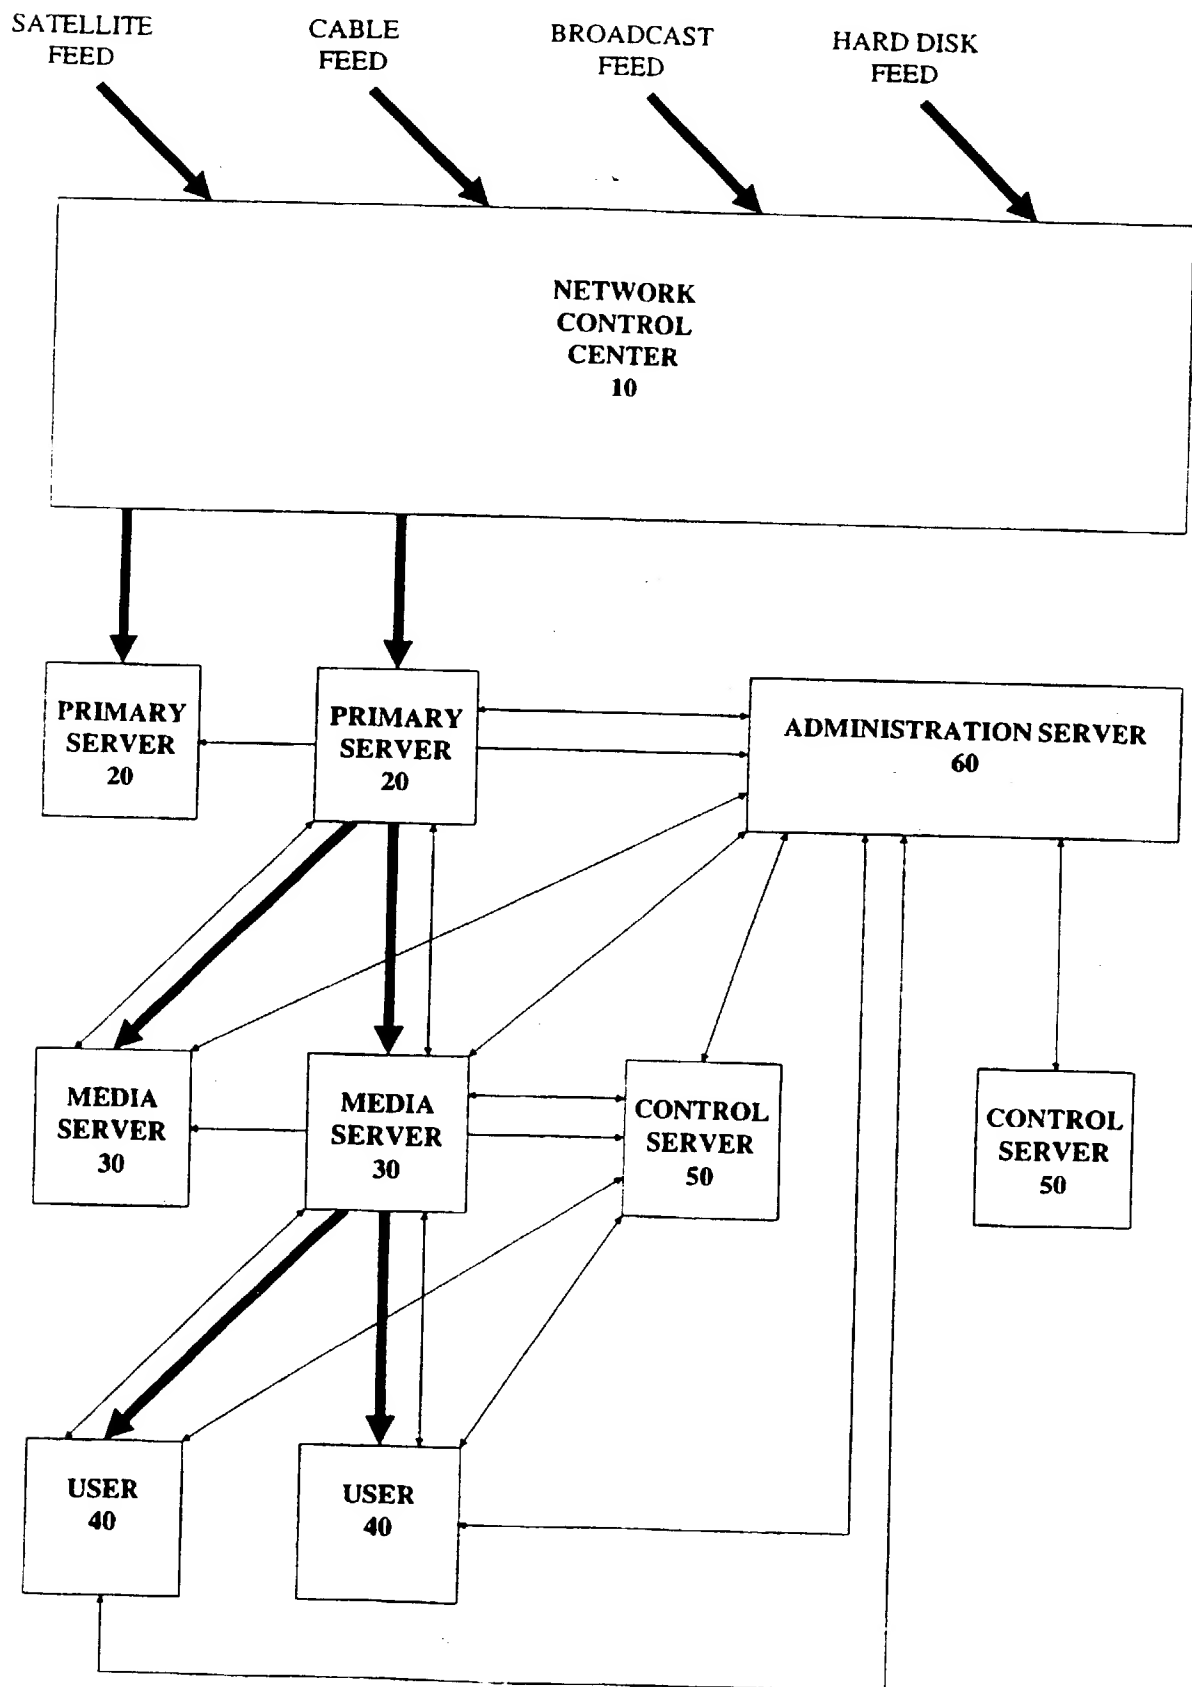 SATELLITE
FEED
CABLE
FEED
BROADCAST
FEED
HARD DISK
FEED
NETWORK
CONTROL
CENTER
10
PRIMARY
SERVER
20
PRIMARY
SERVER
20
ADMINISTRATION SERVER
60
MEDIA
SERVER
30
MEDIA
SERVER
30
CONTROL
SERVER
50
CONTROL
SERVER
50
USER
40
USER
40